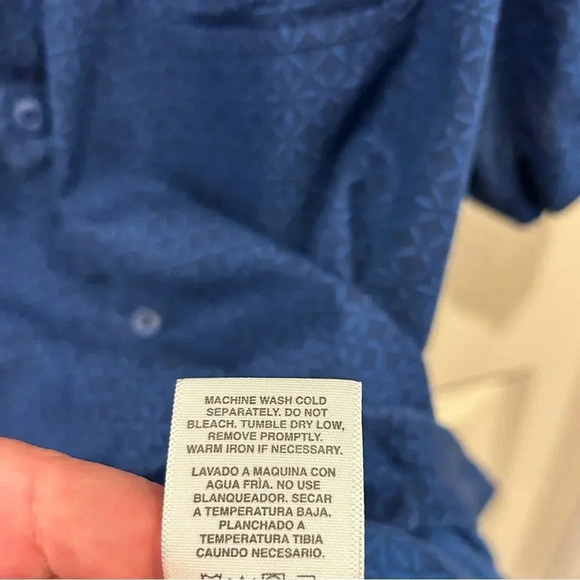 MACHINE WASH COLD
SEPARATELY. DO NOT
BLEACH. TUMBLE DRY LOW,
REMOVE PROMPTLY.
WARM IRON IF NECESSARY.
LAVADO A MAQUINA CON
AGUA FRÌA. NO USE
BLANQUEADOR. SECAR
A TEMPERATURA BAJA.
PLANCHADO A
TEMPERATURA TIBIA
CAUNDO NECESARIO.